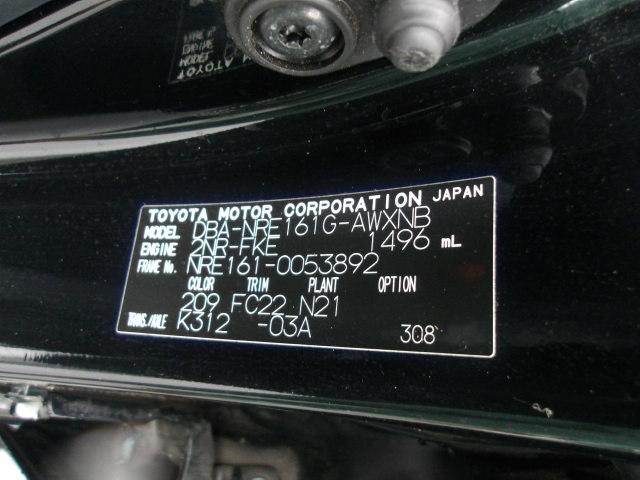 TOYOTA MOTOR CORPORATION JAPAN
MODEL DBA-NRE161G-AWXNB
ENGINE 2NR-FKE 1496 mL
FRAME No. NRE161-0053892
COLOR TRIM PLANT OPTION
209 FC22 N21
TRANS./AXLE K312 -03A
308